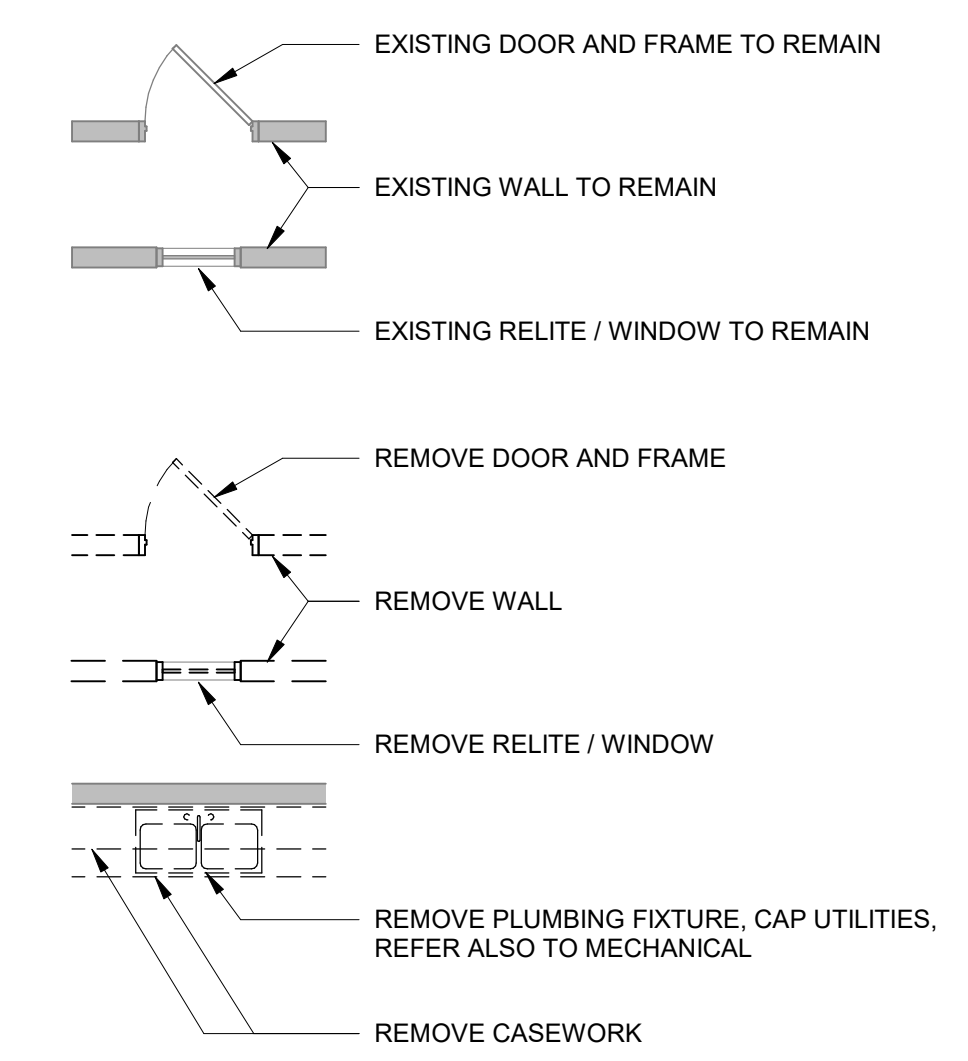 EXISTING DOOR AND FRAME TO REMAIN
EXISTING WALL TO REMAIN
EXISTING RELITE / WINDOW TO REMAIN
REMOVE DOOR AND FRAME
REMOVE WALL
REMOVE RELITE / WINDOW
REMOVE PLUMBING FIXTURE, CAP UTILITIES,
REFER ALSO TO MECHANICAL
REMOVE CASEWORK